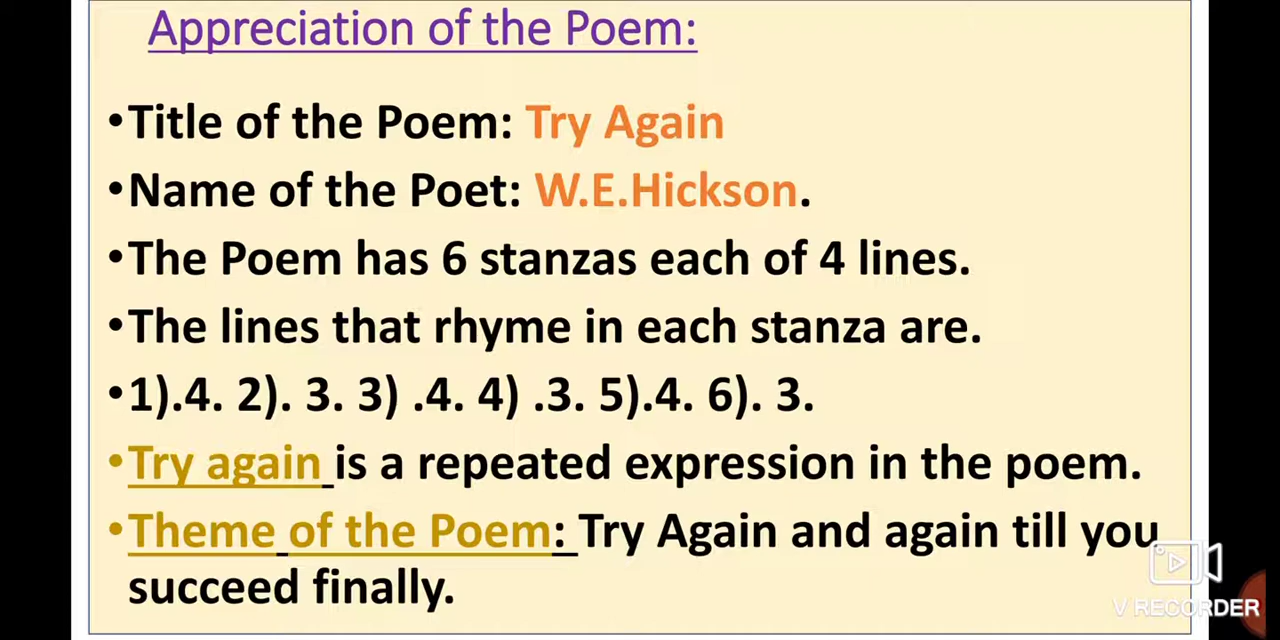 Appreciation of the Poem:
•Title of the Poem: Try Again
•Name of the Poet: W.E.Hickson.
•The Poem has 6 stanzas each of 4 lines.
•The lines that rhyme in each stanza are.
•1).4. 2). 3. 3) .4. 4) .3. 5).4. 6). 3.
•Try again is a repeated expression in the poem.
•Theme of the Poem: Try Again and again till you
succeed finally.
V RECORDER